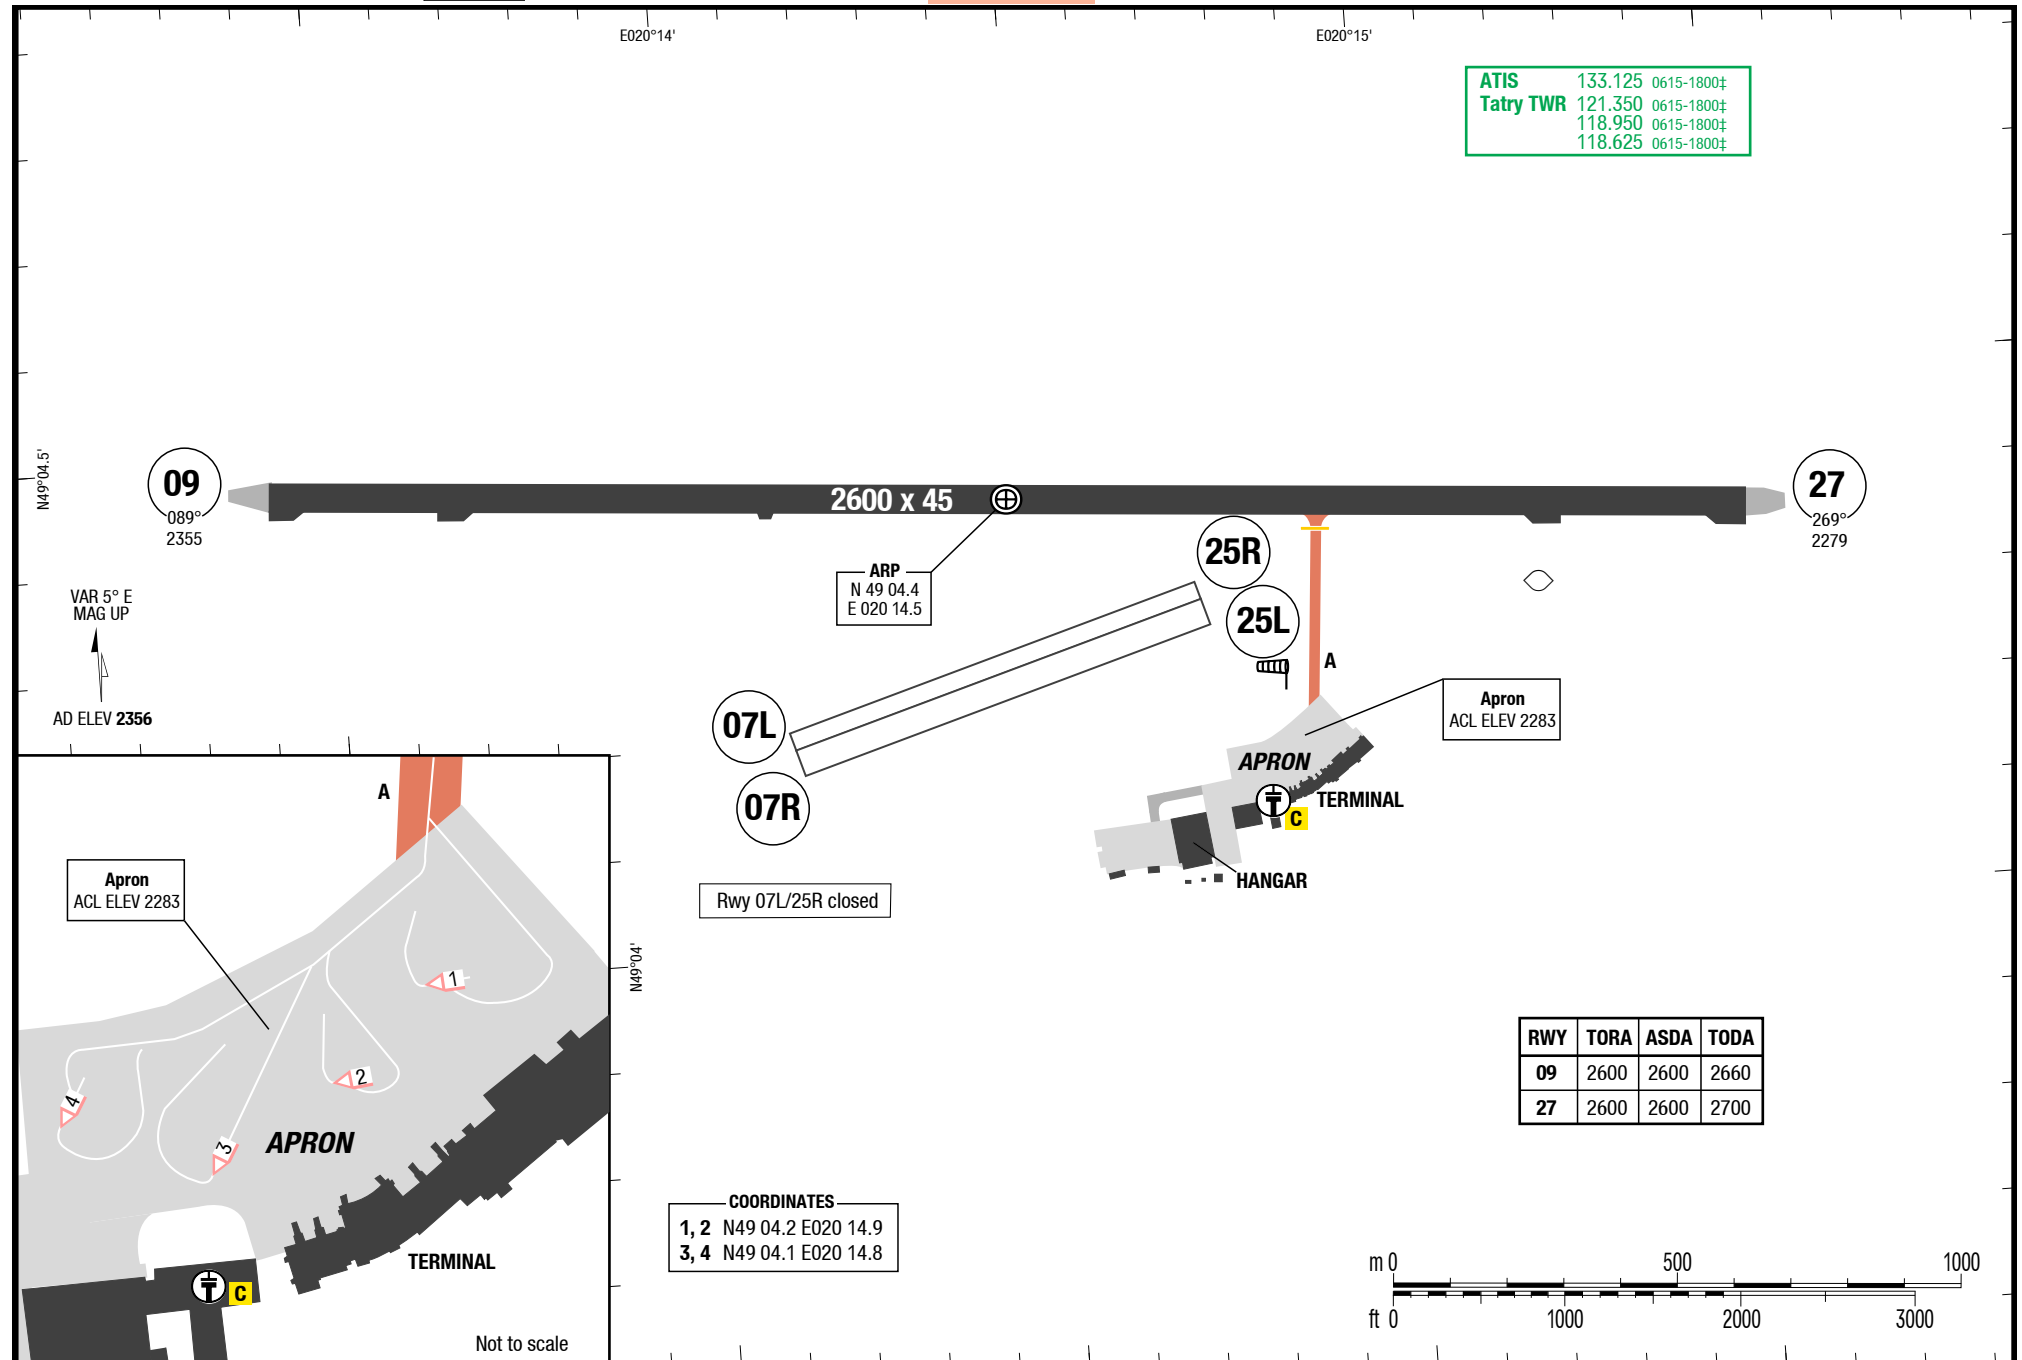 E020°14'
E020°15'
ATIS 133.125 0615-1800‡
Tatry TWR 121.350 0615-1800‡
118.950 0615-1800‡
118.625 0615-1800‡
N49°04.5'
09
089°
2355
2600 x 45
27
269°
2279
ARP
N 49 04.4
E 020 14.5
25R
25L
VAR 5° E
MAG UP
AD ELEV 2356
A
Apron
ACL ELEV 2283
07L
07R
APRON
TERMINAL
C
HANGAR
Rwy 07L/25R closed
A
Apron
ACL ELEV 2283
N49°04'
1
2
3
4
APRON
TERMINAL
C
Not to scale
RWY TORA ASDA TODA
09 2600 2600 2660
27 2600 2600 2700
COORDINATES
1, 2 N49 04.2 E020 14.9
3, 4 N49 04.1 E020 14.8
m 0 500 1000
ft 0 1000 2000 3000